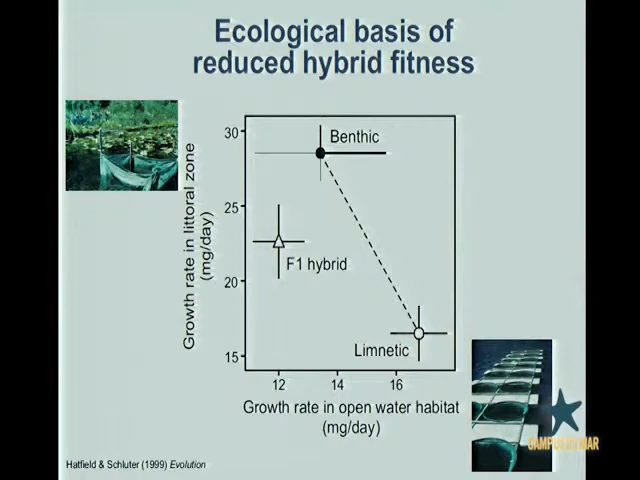 Ecological basis of
reduced hybrid fitness
30
25
20
15
Growth rate in littoral zone
(mg/day)
Benthic
F1 hybrid
Limnetic
12
14
16
Growth rate in open water habitat
(mg/day)
Hatfield & Schluter (1999) Evolution